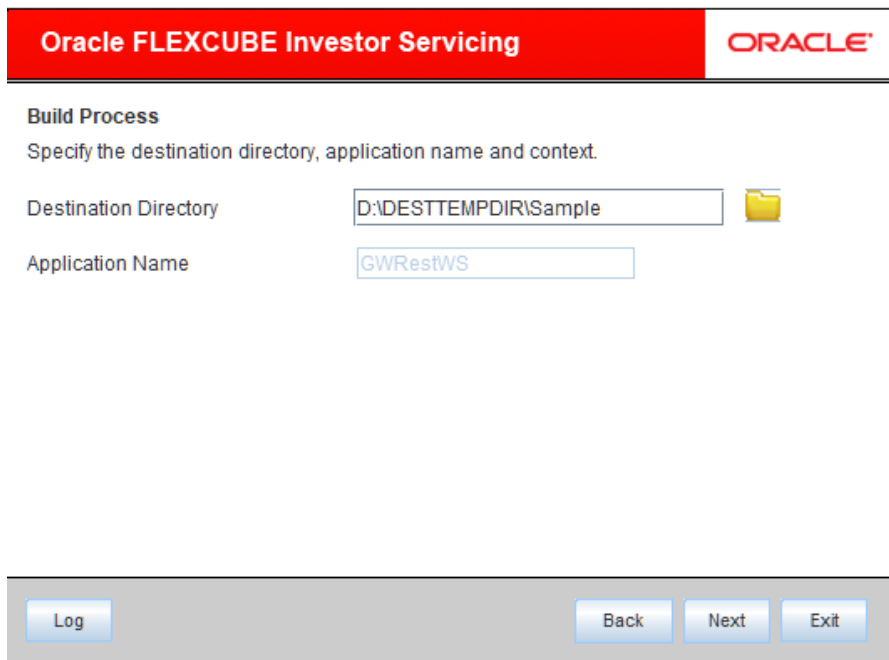 Oracle FLEXCUBE Investor Servicing
ORACLE
Build Process
Specify the destination directory, application name and context.
Destination Directory
D:\DESTTEMPDIR\Sample
Application Name
GWRestWS
Log
Back
Next
Exit